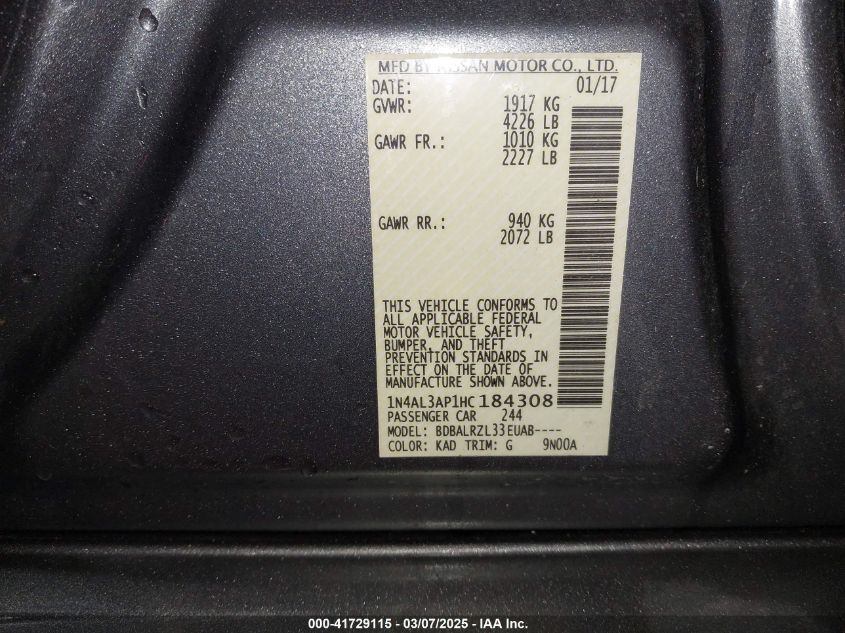 MFD BY NISSAN MOTOR CO., LTD.
DATE: 01/17
GVWR: 1917 KG
4226 LB
GAWR FR.: 1010 KG
2227 LB
GAWR RR.: 940 KG
2072 LB
THIS VEHICLE CONFORMS TO
ALL APPLICABLE FEDERAL
MOTOR VEHICLE SAFETY,
BUMPER, AND THEFT
PREVENTION STANDARDS IN
EFFECT ON THE DATE OF
MANUFACTURE SHOWN ABOVE.
1N4AL3AP1HC184308
PASSENGER CAR 244
MODEL: BDBALRZL33EUAB----
COLOR: KAD TRIM: G 9N00A
000-41729115 - 03/07/2025 - IAA Inc.